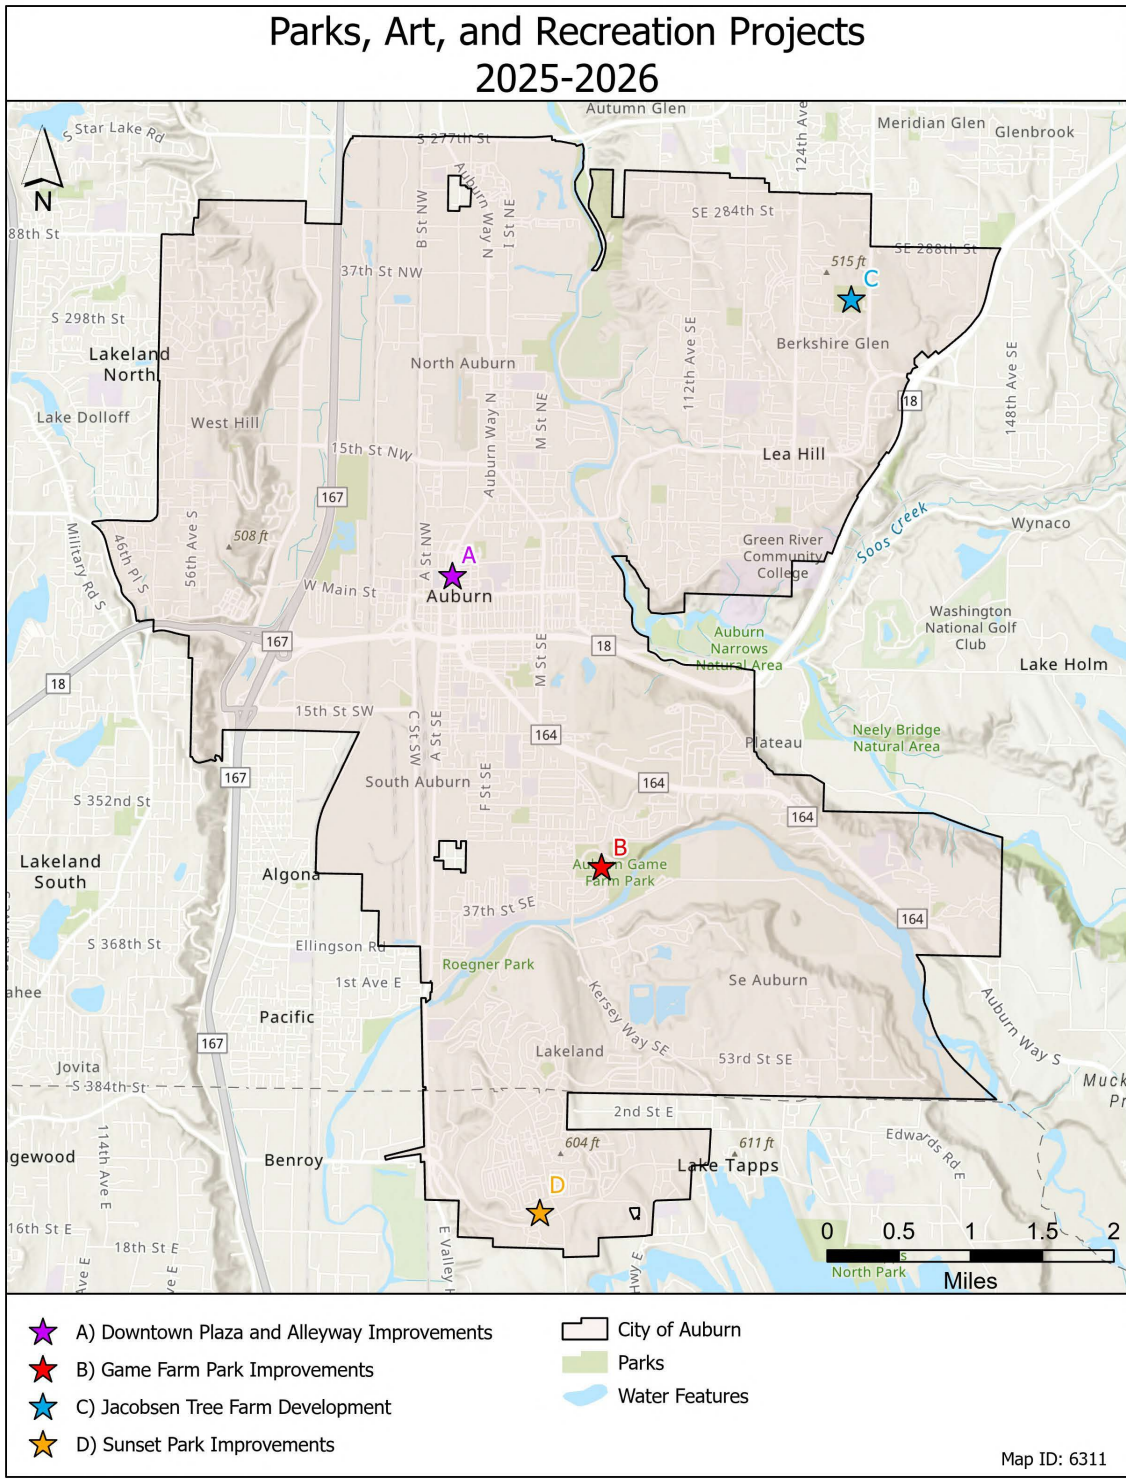 Parks, Art, and Recreation Projects
2025-2026
Autumn Glen
S Star Lake Rd
S 277th St
124th Ave
Meridian Glen
Glenbrook
N
88th St
Auburn Way N
B St NW
I St NE
SE 284th St
SE 288th St
37th St NW
515 ft
C
S 298th St
Lakeland
North
North Auburn
112th Ave SE
Berkshire Glen
148th Ave SE
Lake Dolloff
West Hill
Auburn Way N
M St NE
18
15th St NW
Lea Hill
167
Military Rd S
46th Pl S
56th Ave S
508 ft
A St NW
Soos Creek
Wynaco
Green River
Community
College
A
Auburn
W Main St
Washington
National Golf
Club
167
M St SE
18
Auburn
Narrows
Natural Area
Lake Holm
18
15th St SW
C St SW
A St SE
164
Plateau
Neely Bridge
Natural Area
167
South Auburn
F St SE
164
S 352nd St
164
Lakeland
South
Algona
B
Auburn Game
Farm Park
37th St SE
164
S 368th St
Ellingson Rd
Roegner Park
1st Ave E
Se Auburn
ahee
Kersey Way SE
Auburn Way S
Pacific
167
Lakeland
53rd St SE
Jovita
S 384th St
Muck
Pr
2nd St E
114th Ave E
604 ft
611 ft
Edwards Rd E
dgewood
Benroy
Lake Tapps
D
16th St E
18th St E
E Valley H
Hwy E
Ave E
ve E
0 0.5 1 1.5 2
s
North Park
Miles
A) Downtown Plaza and Alleyway Improvements
B) Game Farm Park Improvements
C) Jacobsen Tree Farm Development
D) Sunset Park Improvements
City of Auburn
Parks
Water Features
Map ID: 6311